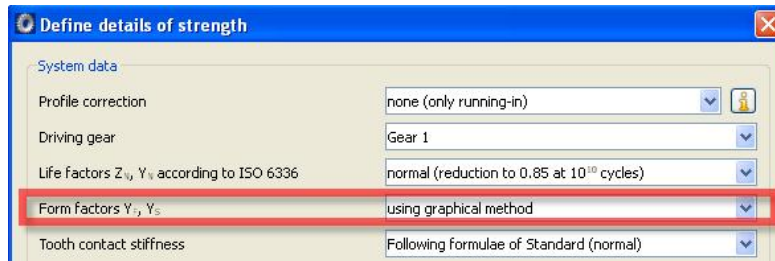 Define details of strength
System data
Profile correction none (only running-in)
Driving gear Gear 1
Life factors Z_N, Y_N according to ISO 6336 normal (reduction to 0.85 at 10¹⁰ cycles)
Form factors Y_F, Y_S using graphical method
Tooth contact stiffness Following formulae of Standard (normal)